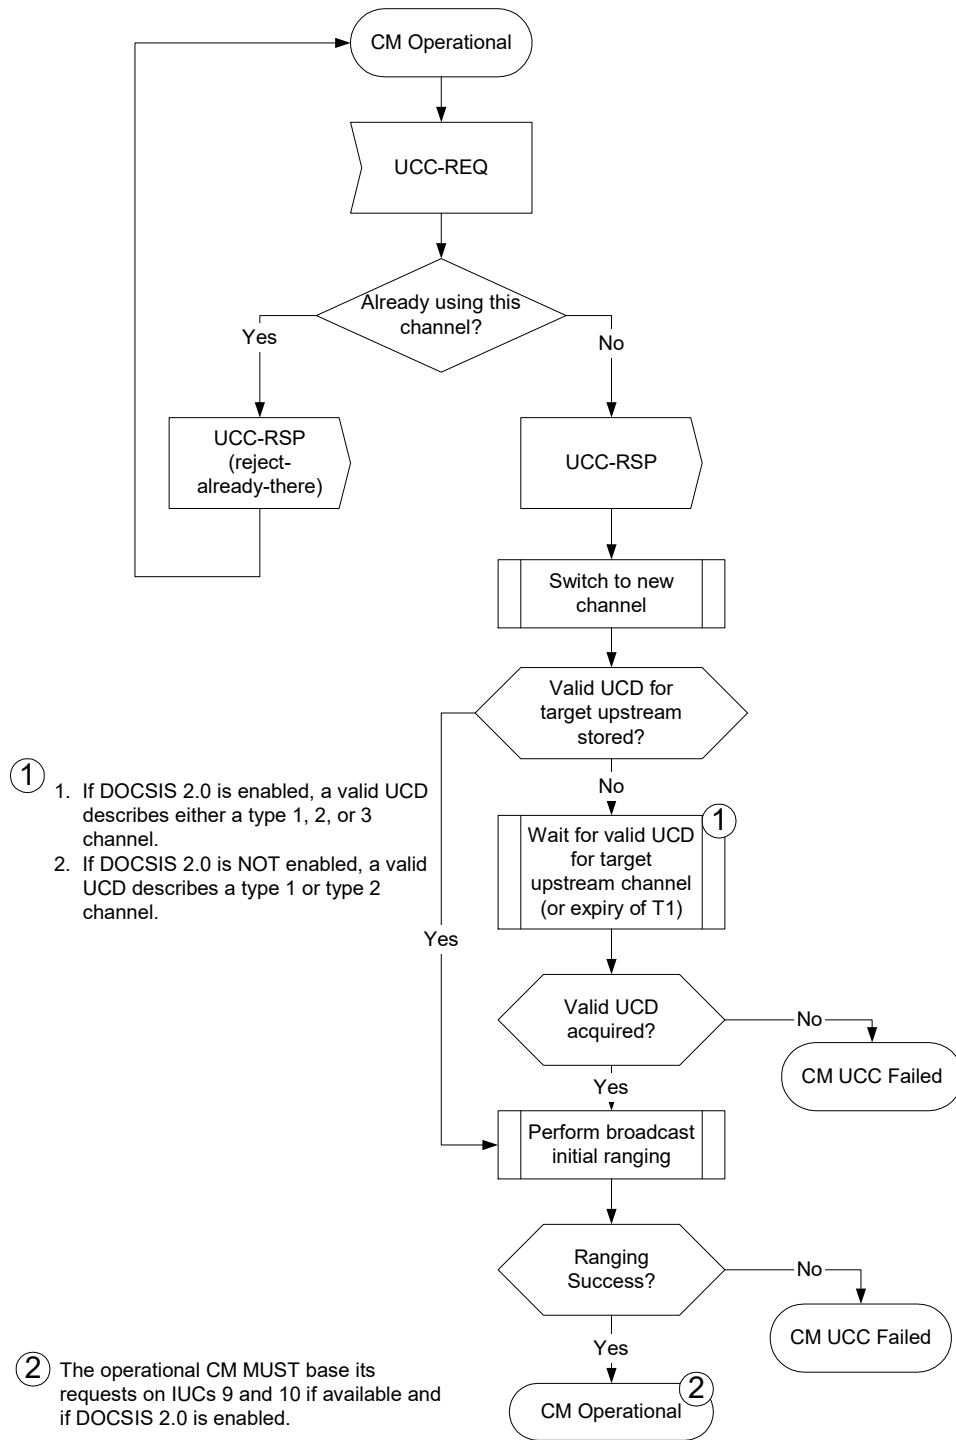 CM Operational
UCC-REQ
Already using this
channel?
Yes
No
UCC-RSP
(reject-
already-there)
UCC-RSP
Switch to new
channel
Valid UCD for
target upstream
stored?
No
1
1. If DOCSIS 2.0 is enabled, a valid UCD
describes either a type 1, 2, or 3
channel.
2. If DOCSIS 2.0 is NOT enabled, a valid
UCD describes a type 1 or type 2
channel.
1
Wait for valid UCD
for target
upstream channel
(or expiry of T1)
Yes
Valid UCD
acquired?
No
CM UCC Failed
Yes
Perform broadcast
initial ranging
Ranging
Success?
No
CM UCC Failed
Yes
2
The operational CM MUST base its
requests on IUCs 9 and 10 if available and
if DOCSIS 2.0 is enabled.
2
CM Operational